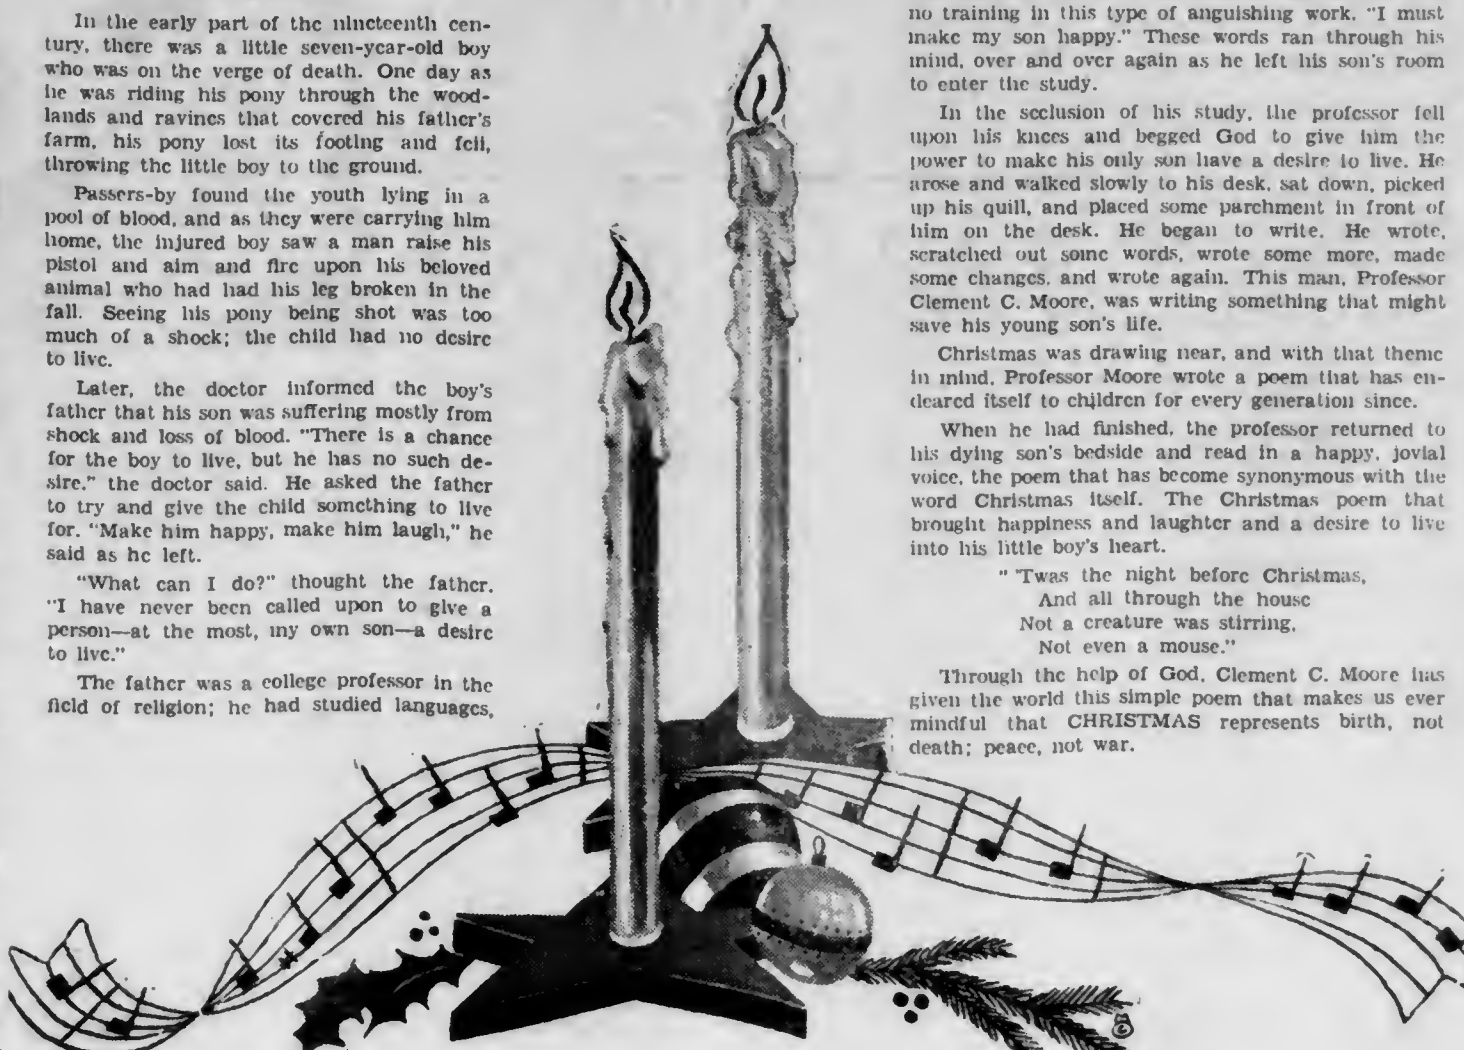 In the early part of the nineteenth cen-
tury, there was a little seven-year-old boy
who was on the verge of death. One day as
he was riding his pony through the wood-
lands and ravines that covered his father's
farm, his pony lost its footing and fell,
throwing the little boy to the ground.
Passers-by found the youth lying in a
pool of blood, and as they were carrying him
home, the injured boy saw a man raise his
pistol and aim and fire upon his beloved
animal who had had his leg broken in the
fall. Seeing his pony being shot was too
much of a shock; the child had no desire
to live.
Later, the doctor informed the boy's
father that his son was suffering mostly from
shock and loss of blood. "There is a chance
for the boy to live, but he has no such de-
sire." the doctor said. He asked the father
to try and give the child something to live
for. "Make him happy, make him laugh," he
said as he left.
"What can I do?" thought the father.
"I have never been called upon to give a
person—at the most, my own son—a desire
to live."
The father was a college professor in the
field of religion; he had studied languages,
no training in this type of anguishing work. "I must
make my son happy." These words ran through his
mind, over and over again as he left his son's room
to enter the study.
In the seclusion of his study, the professor fell
upon his knees and begged God to give him the
power to make his only son have a desire to live. He
arose and walked slowly to his desk, sat down, picked
up his quill, and placed some parchment in front of
him on the desk. He began to write. He wrote,
scratched out some words, wrote some more, made
some changes, and wrote again. This man, Professor
Clement C. Moore, was writing something that might
save his young son's life.
Christmas was drawing near, and with that theme
in mind, Professor Moore wrote a poem that has en-
deared itself to children for every generation since.
When he had finished, the professor returned to
his dying son's bedside and read in a happy, jovial
voice, the poem that has become synonymous with the
word Christmas itself. The Christmas poem that
brought happiness and laughter and a desire to live
into his little boy's heart.
" 'Twas the night before Christmas,
And all through the house
Not a creature was stirring,
Not even a mouse."
Through the help of God, Clement C. Moore has
given the world this simple poem that makes us ever
mindful that CHRISTMAS represents birth, not
death; peace, not war.